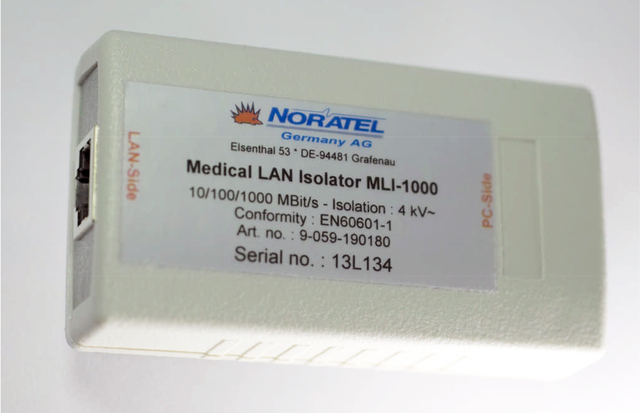 NORATEL
Germany AG
Elsenthal 53 * DE-94481 Grafenau
Medical LAN Isolator MLI-1000
10/100/1000 MBit/s - Isolation : 4 kV~
Conformity : EN60601-1
Art. no. : 9-059-190180
Serial no. : 13L134
LAN-Side
PC-Side